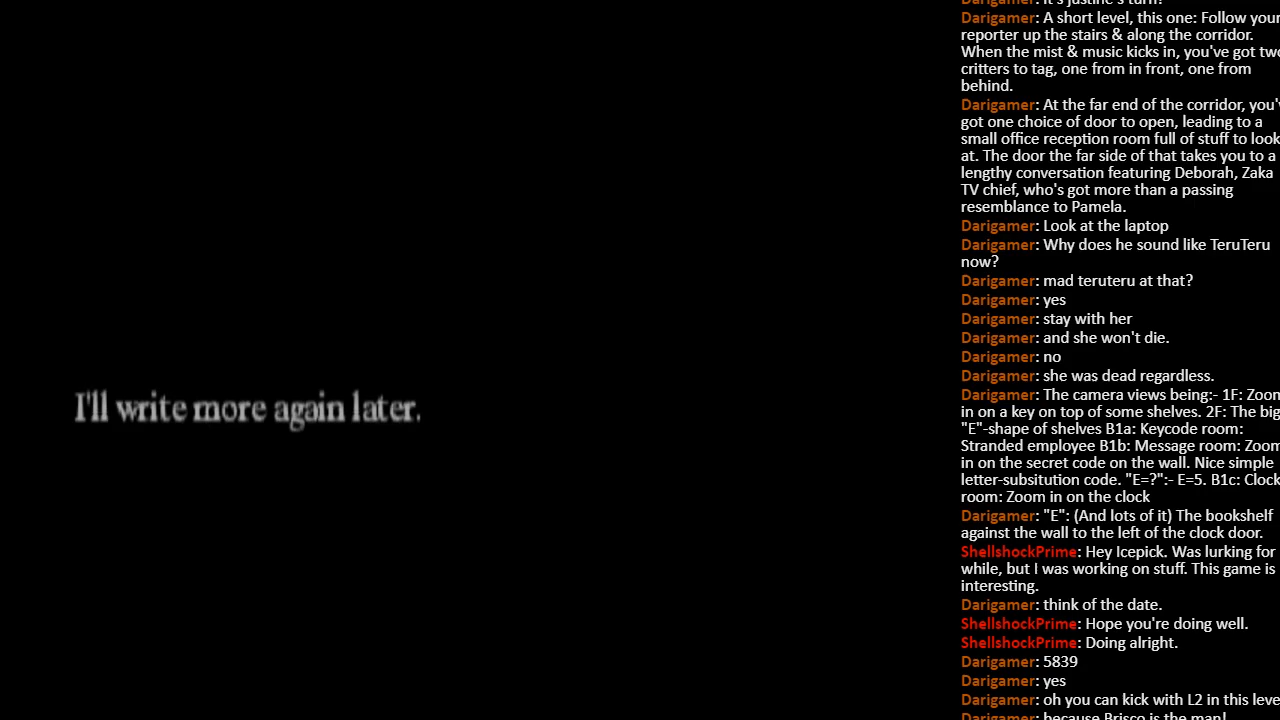 Darigamer: it's justine's turn!
Darigamer: A short level, this one: Follow your
reporter up the stairs & along the corridor.
When the mist & music kicks in, you've got two
critters to tag, one from in front, one from
behind.
Darigamer: At the far end of the corridor, you'v
got one choice of door to open, leading to a
small office reception room full of stuff to look
at. The door the far side of that takes you to a
lengthy conversation featuring Deborah, Zaka
TV chief, who's got more than a passing
resemblance to Pamela.
Darigamer: Look at the laptop
Darigamer: Why does he sound like TeruTeru
now?
Darigamer: mad teruteru at that?
Darigamer: yes
Darigamer: stay with her
Darigamer: and she won't die.
Darigamer: no
Darigamer: she was dead regardless.
Darigamer: The camera views being:- 1F: Zoom
in on a key on top of some shelves. 2F: The big
"E"-shape of shelves B1a: Keycode room:
Stranded employee B1b: Message room: Zoom
in on the secret code on the wall. Nice simple
letter-subsitution code. "E=?":- E=5. B1c: Clock
room: Zoom in on the clock
Darigamer: "E": (And lots of it) The bookshelf
against the wall to the left of the clock door.
ShellshockPrime: Hey Icepick. Was lurking for
while, but I was working on stuff. This game is
interesting.
Darigamer: think of the date.
ShellshockPrime: Hope you're doing well.
ShellshockPrime: Doing alright.
Darigamer: 5839
Darigamer: yes
Darigamer: oh you can kick with L2 in this leve
Darigamer: because Brisco is the man!
I'll write more again later.